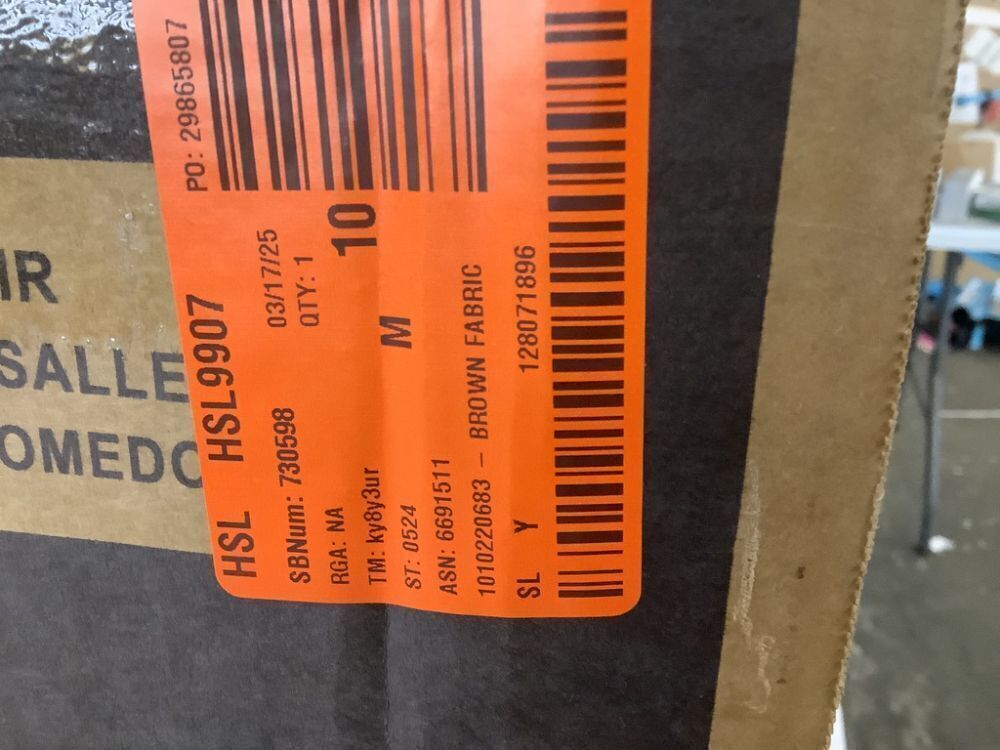 HSL HSL9907
PO: 29865807
SBNum: 730598 03/17/25
RGA: NA QTY: 1
TM: ky8y3ur 10
ST: 0524 M
ASN: 6691511
1010220683 – BROWN FABRIC
SL Y 128071896
IR
SALLE
OMEDO